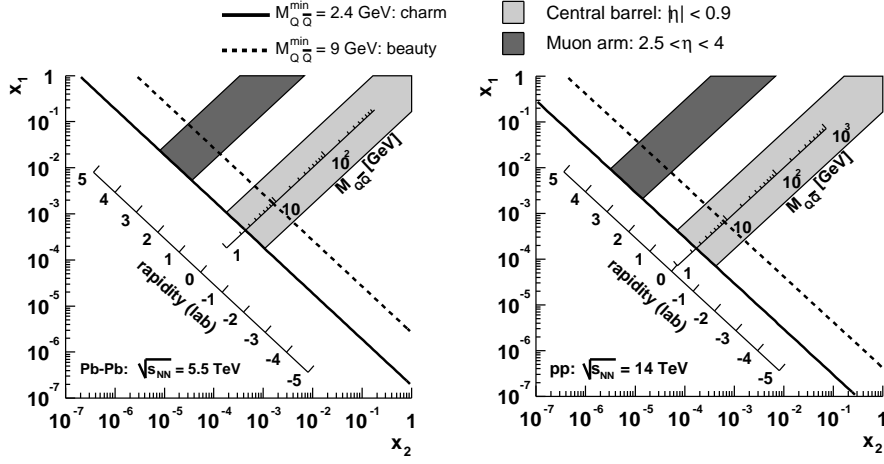 M^min_QQ̅ = 2.4 GeV: charm
M^min_QQ̅ = 9 GeV: beauty
Central barrel: |η| < 0.9
Muon arm: 2.5 < η < 4
x₁
1
10⁻¹
10⁻²
10⁻³
10⁻⁴
10⁻⁵
10⁻⁶
10⁻⁷
10⁻⁷ 10⁻⁶ 10⁻⁵ 10⁻⁴ 10⁻³ 10⁻² 10⁻¹ 1
x₂
5 4 3 2 1 0 -1 -2 -3 -4 -5
rapidity (lab)
1 10 10²
M_QQ̅ [GeV]
Pb-Pb: √s_NN = 5.5 TeV
x₁
1
10⁻¹
10⁻²
10⁻³
10⁻⁴
10⁻⁵
10⁻⁶
10⁻⁷
10⁻⁷ 10⁻⁶ 10⁻⁵ 10⁻⁴ 10⁻³ 10⁻² 10⁻¹ 1
x₂
5 4 3 2 1 0 -1 -2 -3 -4 -5
rapidity (lab)
1 10 10² 10³
M_QQ̅ [GeV]
pp: √s_NN = 14 TeV